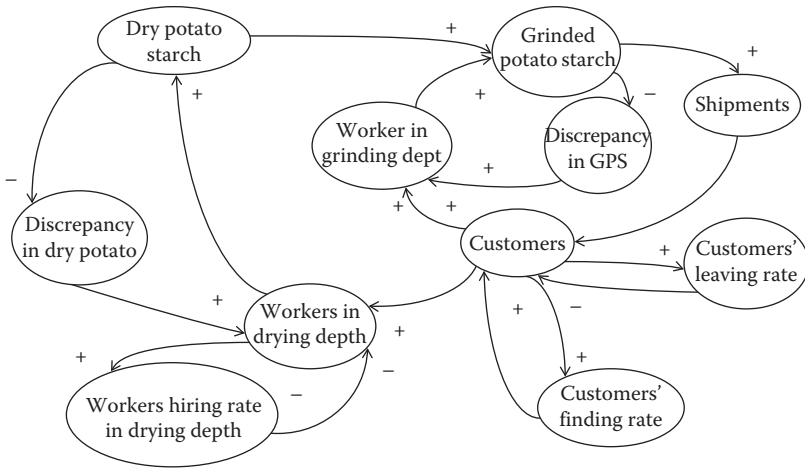 Dry potato
starch
+
Grinded
potato starch
+
+
+
−
Shipments
Worker in
grinding dept
Discrepancy
in GPS
+
−
+
+
Discrepancy
in dry potato
Customers
+
Customers'
leaving rate
+
Workers in
drying depth
+
−
+
+
−
+
Workers hiring rate
in drying depth
−
Customers'
finding rate